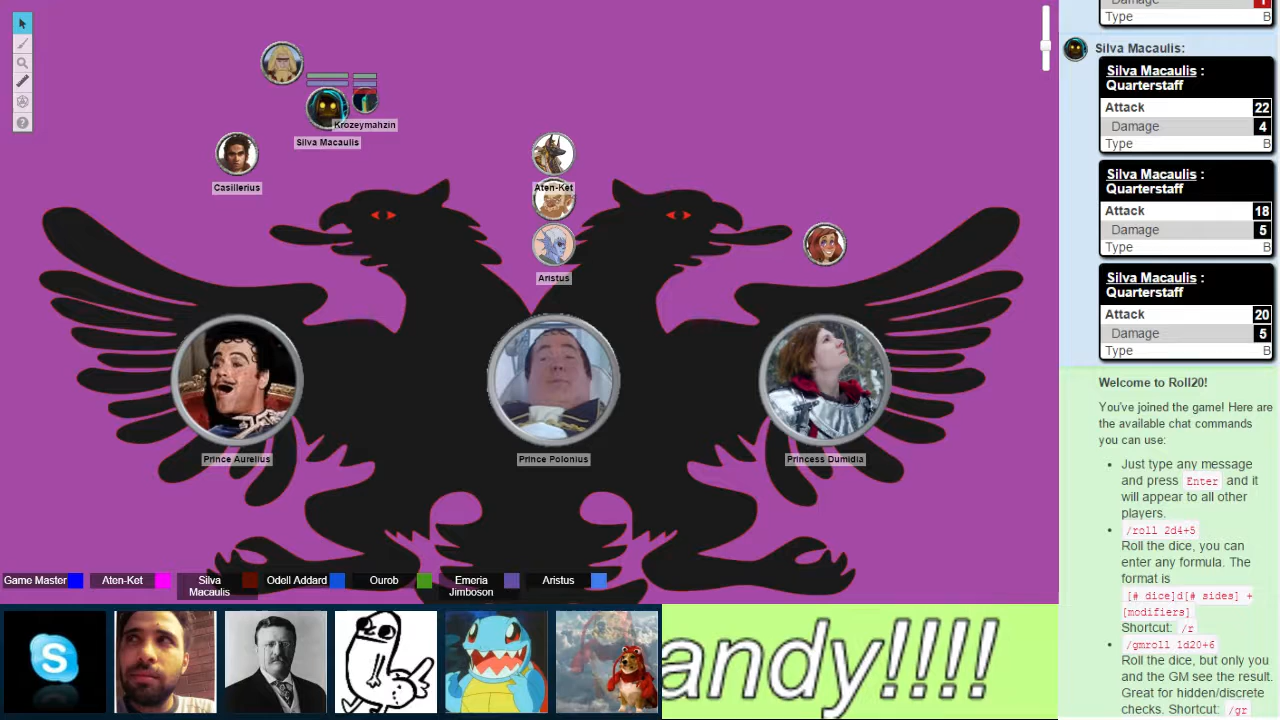 Krozeymahzin
Silva Macaulis
Casillerius
Aten-Ket
Aristus
Prince Aurelius
Prince Polonius
Princess Dumidia
Game Master
Aten-Ket
Silva
Macaulis
Odell Addard
Ourob
Emeria
Jimboson
Aristus
S
andy!!!!
Damage 1
Type B
Silva Macaulis:
Silva Macaulis :
Quarterstaff
Attack 22
Damage 4
Type B
Silva Macaulis :
Quarterstaff
Attack 18
Damage 5
Type B
Silva Macaulis :
Quarterstaff
Attack 20
Damage 5
Type B
Welcome to Roll20!
You've joined the game! Here are
the available chat commands
you can use:
Just type any message
and press Enter and it
will appear to all other
players.
/roll 2d4+5
Roll the dice, you can
enter any formula. The
format is
[# dice]d[# sides] +
[modifiers]
Shortcut: /r
/gmroll 1d20+6
Roll the dice, but only you
and the GM see the result.
Great for hidden/discrete
checks. Shortcut: /gr